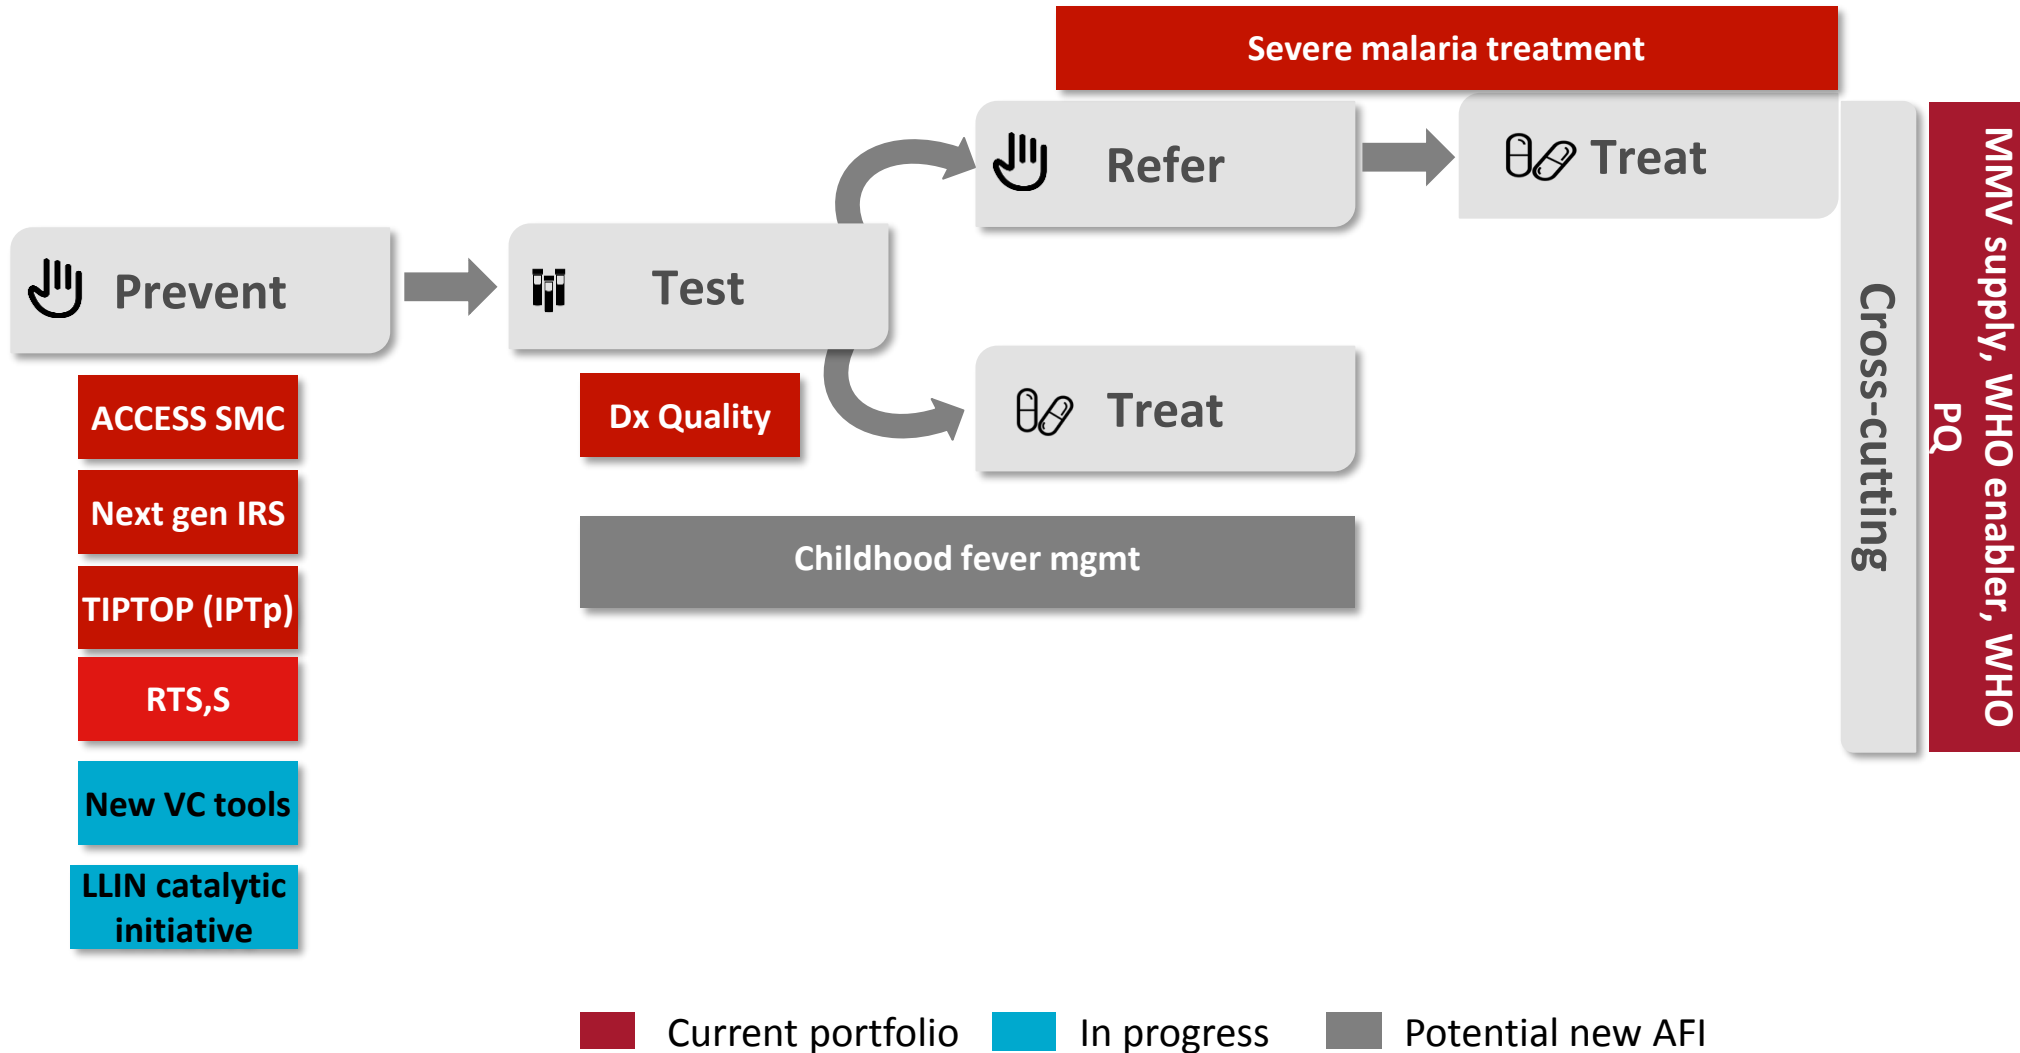 Severe malaria treatment
Refer
Treat
Prevent
Test
Treat
ACCESS SMC
Next gen IRS
TIPTOP (IPTp)
RTS,S
New VC tools
LLIN catalytic
initiative
Dx Quality
Childhood fever mgmt
Cross-cutting
MMV supply, WHO enabler, WHO
PQ
Current portfolio
In progress
Potential new AFI